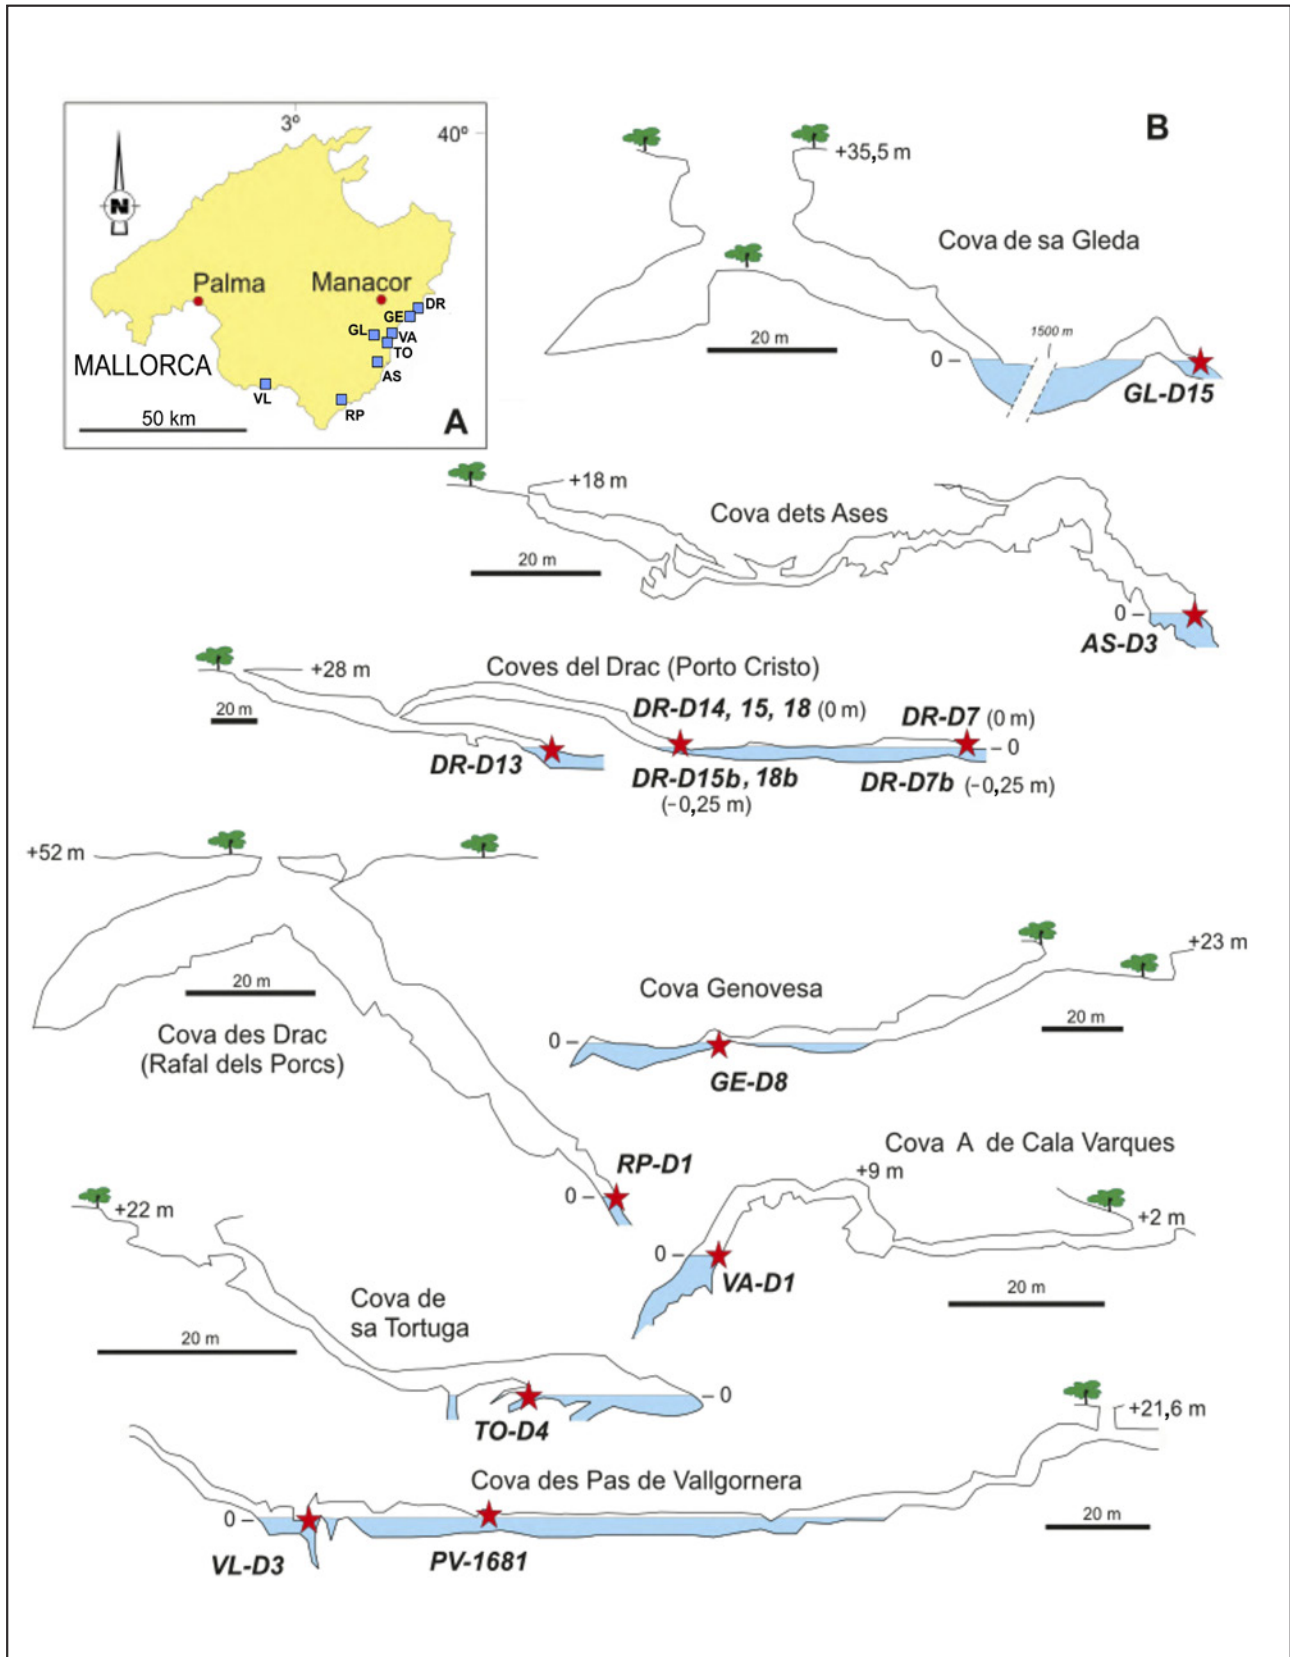 3º
40º
N
Palma
Manacor
DR
GE
GL
VA
TO
AS
MALLORCA
VL
RP
50 km
A
B
+35,5 m
Cova de sa Gleda
20 m
1500 m
0
GL-D15
+18 m
Cova dets Ases
20 m
0
AS-D3
+28 m
Coves del Drac (Porto Cristo)
20 m
DR-D14, 15, 18 (0 m)
DR-D7 (0 m)
0
DR-D13
DR-D15b, 18b
(−0,25 m)
DR-D7b (−0,25 m)
+52 m
20 m
Cova des Drac
(Rafal dels Porcs)
0
RP-D1
+23 m
Cova Genovesa
20 m
0
GE-D8
Cova A de Cala Varques
+9 m
+2 m
0
VA-D1
20 m
+22 m
Cova de
sa Tortuga
20 m
0
TO-D4
+21,6 m
Cova des Pas de Vallgornera
0
20 m
VL-D3
PV-1681